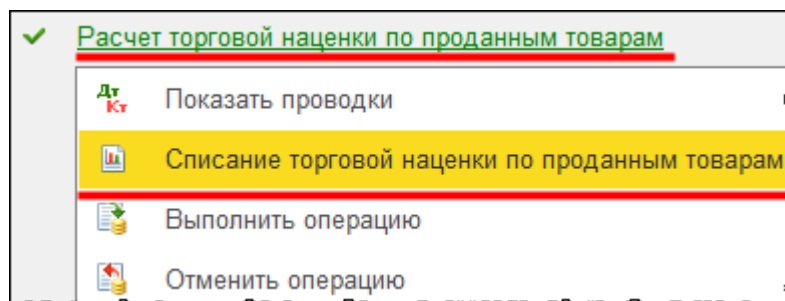 Расчет торговой наценки по проданным товарам
Дт
Кт
Показать проводки
Списание торговой наценки по проданным товарам
Выполнить операцию
Отменить операцию